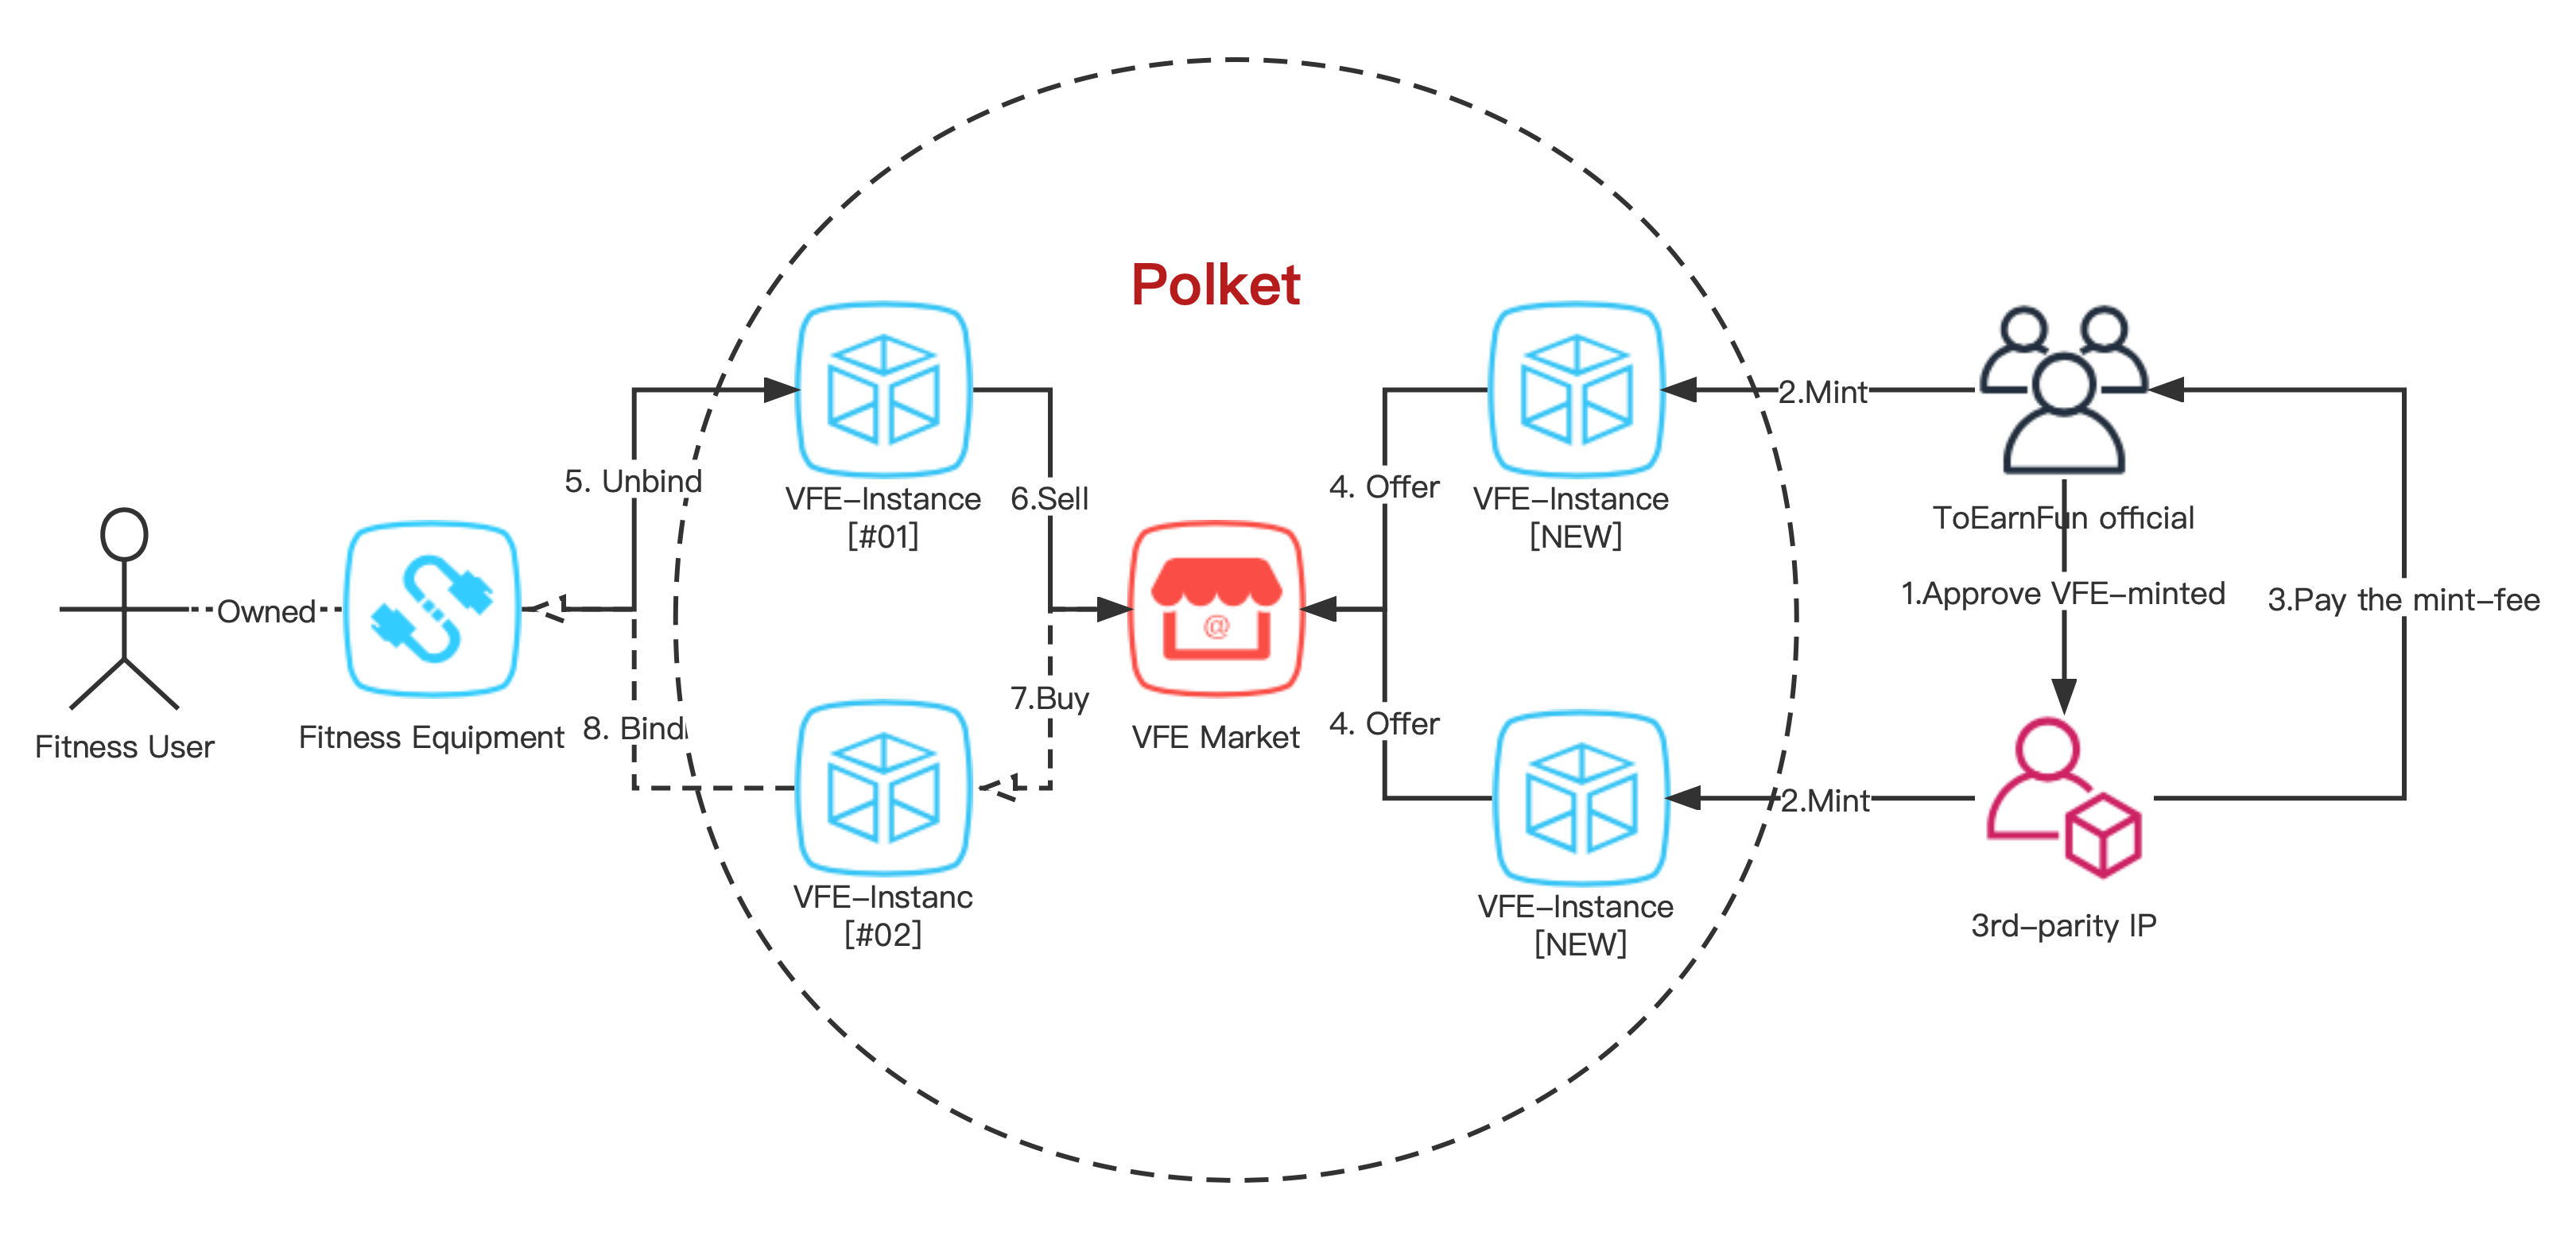 Polket
2.Mint
5. Unbind
VFE-Instance
[#01]
6.Sell
4. Offer
VFE-Instance
[NEW]
ToEarnFun official
Owned
@
1.Approve VFE-minted
3.Pay the mint-fee
Fitness User
Fitness Equipment
8. Bind
7.Buy
VFE Market
4. Offer
2.Mint
VFE-Instanc
[#02]
VFE-Instance
[NEW]
3rd-parity IP